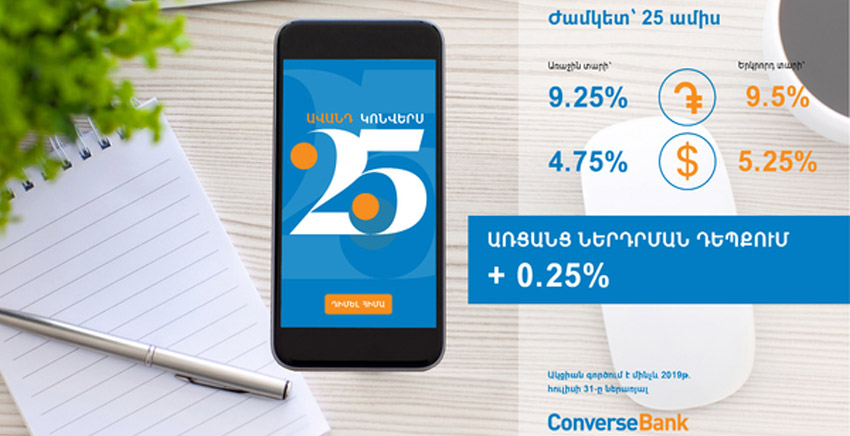 ԱՎԱՆԴ ԿՈՆՎԵՐՍ
25
ԴԻՄԵԼ ՀԻՄԱ
Ժամկետ՝ 25 ամիս
Առաջին տարի՝ Երկրորդ տարի՝
9.25% ֏ 9.5%
4.75% $ 5.25%
ԱՌՑԱՆՑ ՆԵՐԴՐՄԱՆ ԴԵՊՔՈՒՄ
+ 0.25%
Ակցիան գործում է մինչև 2019թ.
հուլիսի 31-ը ներառյալ
ConverseBank